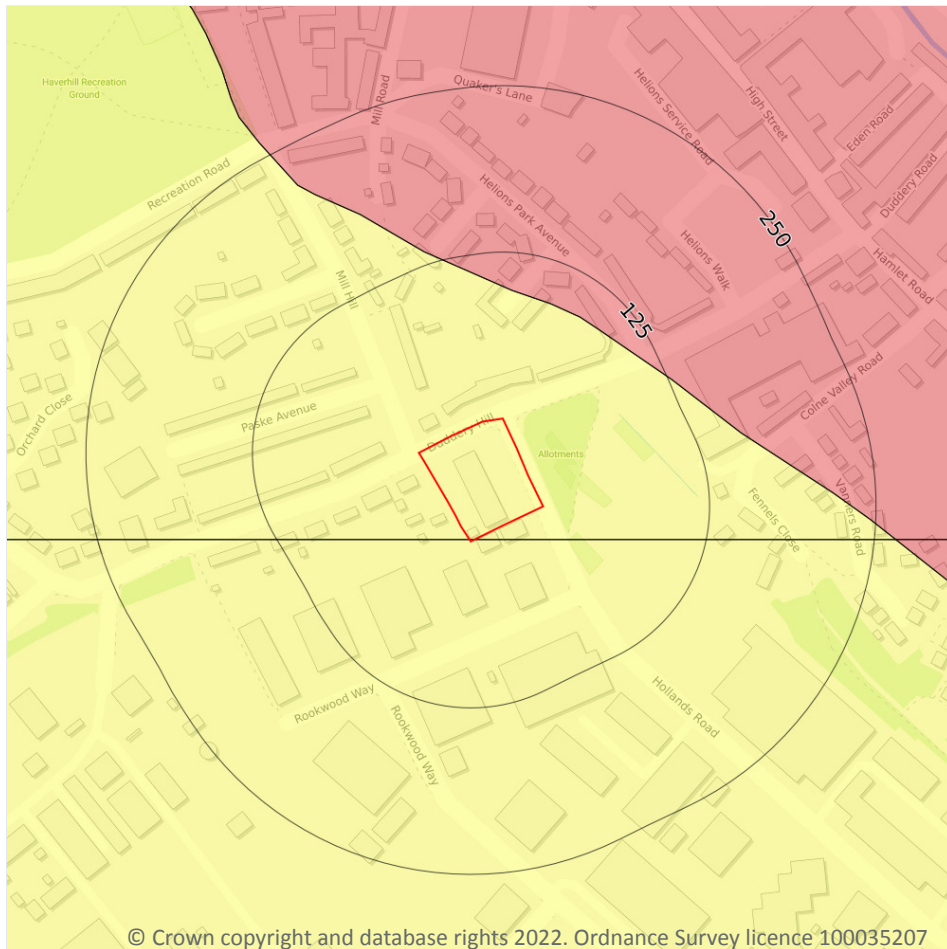 Haverhill Recreation
Ground
Mill Road
Quaker's Lane
Helions Service Road
High Street
Eden Road
Duddery Road
Recreation Road
Helions Park Avenue
250
Helions Walk
Hamlet Road
Mill Hill
125
Colne Valley Road
Orchard Close
Paske Avenue
Duddery Hill
Allotments
Vanners Road
Fennels Close
Rookwood Way
Rookwood Way
Hollands Road
© Crown copyright and database rights 2022. Ordnance Survey licence 100035207